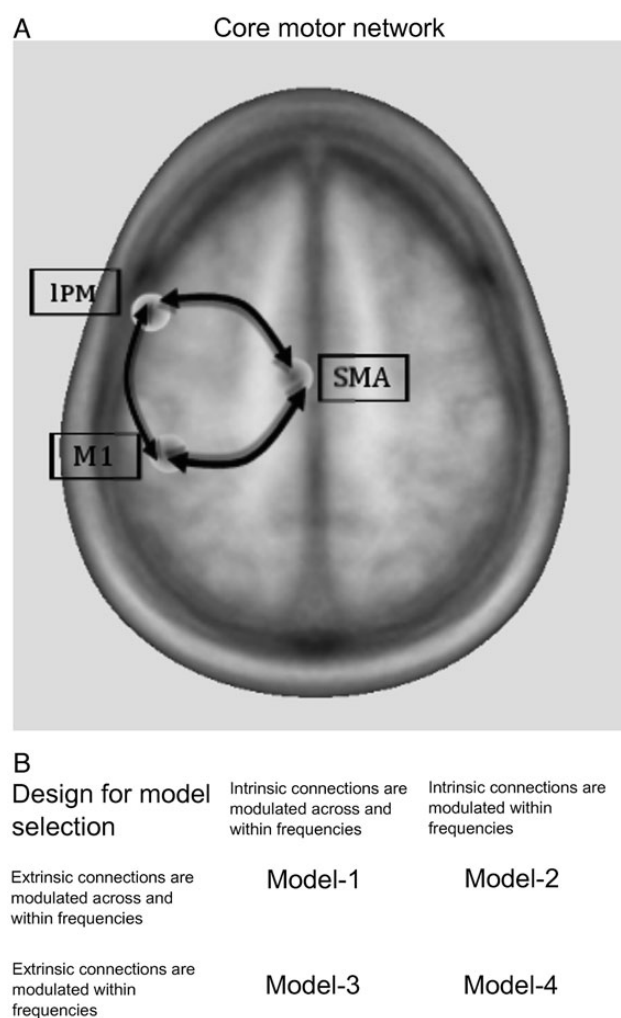 A
Core motor network
lPM
SMA
M1
B
Design for model
selection
Intrinsic connections are
modulated across and
within frequencies
Intrinsic connections are
modulated within
frequencies
Extrinsic connections are
modulated across and
within frequencies
Model-1
Model-2
Extrinsic connections are
modulated within
frequencies
Model-3
Model-4